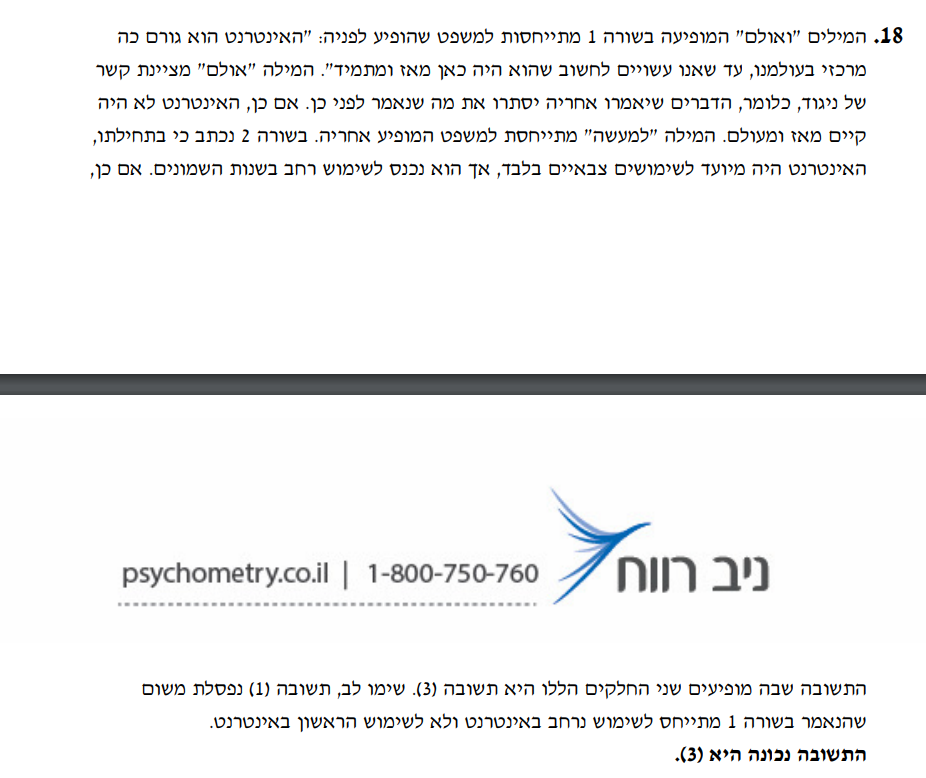 18. המילים "ואולם" המופיעה בשורה 1 מתייחסות למשפט שהופיע לפניה: "האינטרנט הוא גורם כה
מרכזי בעולמנו, עד שאנו עשויים לחשוב שהוא היה כאן מאז ומתמיד". המילה "אולם" מציינת קשר
של ניגוד, כלומר, הדברים שיאמרו אחריה יסתרו את מה שנאמר לפני כן. אם כן, האינטרנט לא היה
קיים מאז ומעולם. המילה "למעשה" מתייחסת למשפט המופיע אחריה. בשורה 2 נכתב כי בתחילתו,
האינטרנט היה מיועד לשימושים צבאיים בלבד, אך הוא נכנס לשימוש רחב בשנות השמונים. אם כן,
ניב רווח psychometry.co.il | 1-800-750-760
התשובה שבה מופיעים שני החלקים הללו היא תשובה (3). שימו לב, תשובה (1) נפסלת משום
שהנאמר בשורה 1 מתייחס לשימוש נרחב באינטרנט ולא לשימוש הראשון באינטרנט.
התשובה נכונה היא (3).